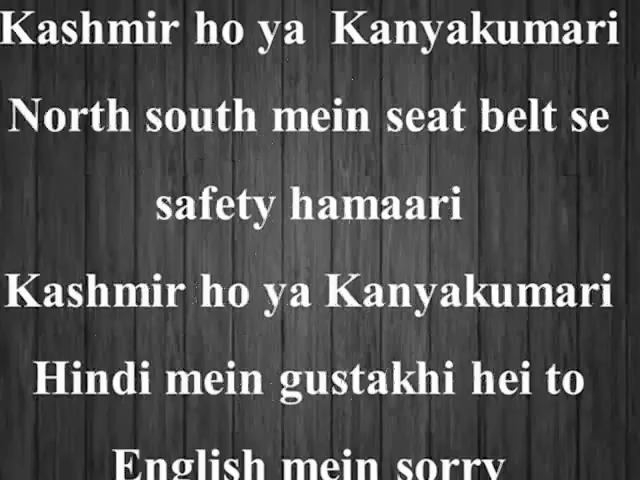 Kashmir ho ya Kanyakumari
North south mein seat belt se
safety hamaari
Kashmir ho ya Kanyakumari
Hindi mein gustakhi hei to
English mein sorry